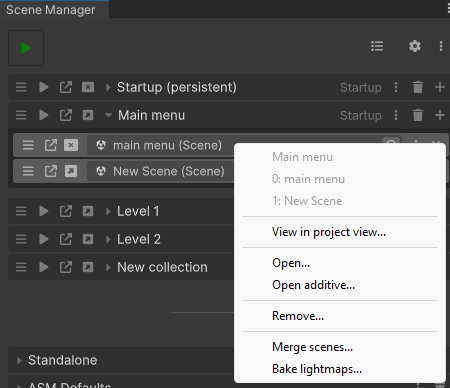 Scene Manager
Startup (persistent) Startup
Main menu Startup
main menu (Scene)
New Scene (Scene)
Level 1
Level 2
New collection
Standalone
ASM Defaults
Main menu
0: main menu
1: New Scene
View in project view...
Open...
Open additive...
Remove...
Merge scenes...
Bake lightmaps...